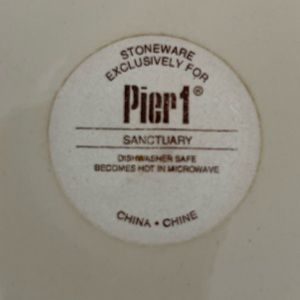 STONEWARE
EXCLUSIVELY FOR
Pier1®
SANCTUARY
DISHWASHER SAFE
BECOMES HOT IN MICROWAVE
CHINA • CHINE